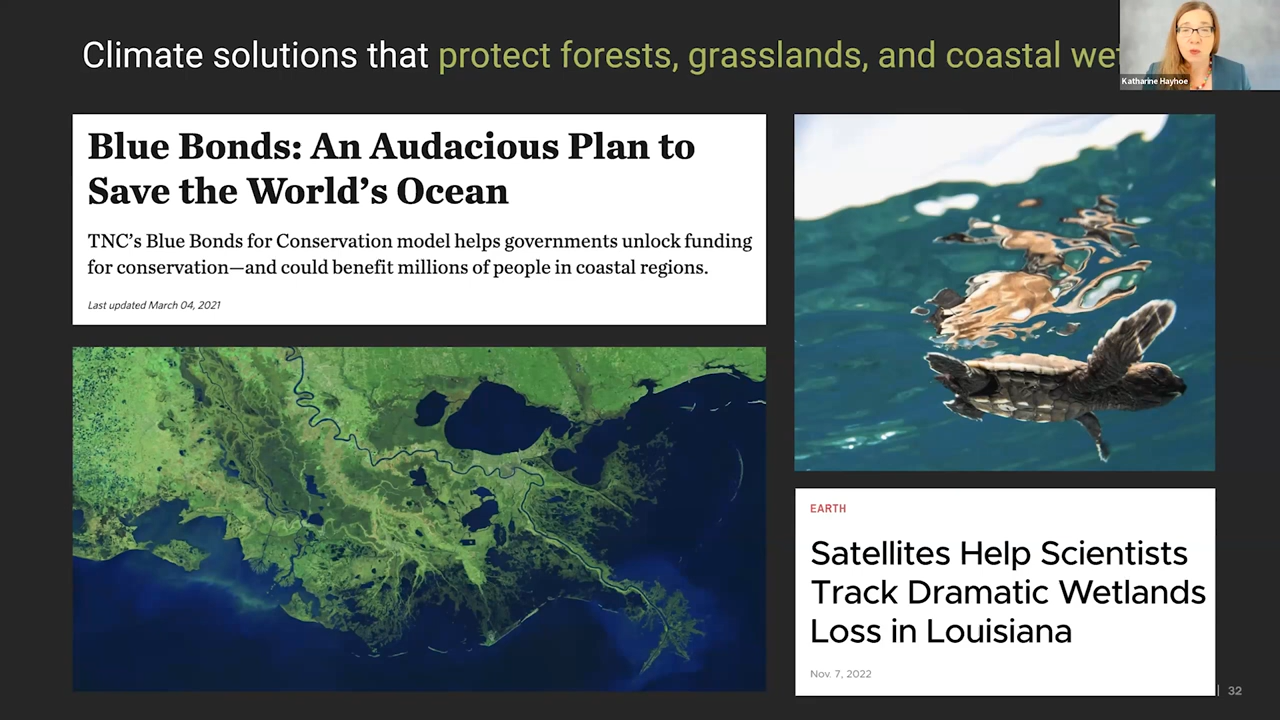 Climate solutions that protect forests, grasslands, and coastal
Katharine Hayhoe
Blue Bonds: An Audacious Plan to
Save the World's Ocean
TNC's Blue Bonds for Conservation model helps governments unlock funding
for conservation—and could benefit millions of people in coastal regions.
Last updated March 04, 2021
EARTH
Satellites Help Scientists
Track Dramatic Wetlands
Loss in Louisiana
Nov. 7, 2022
32